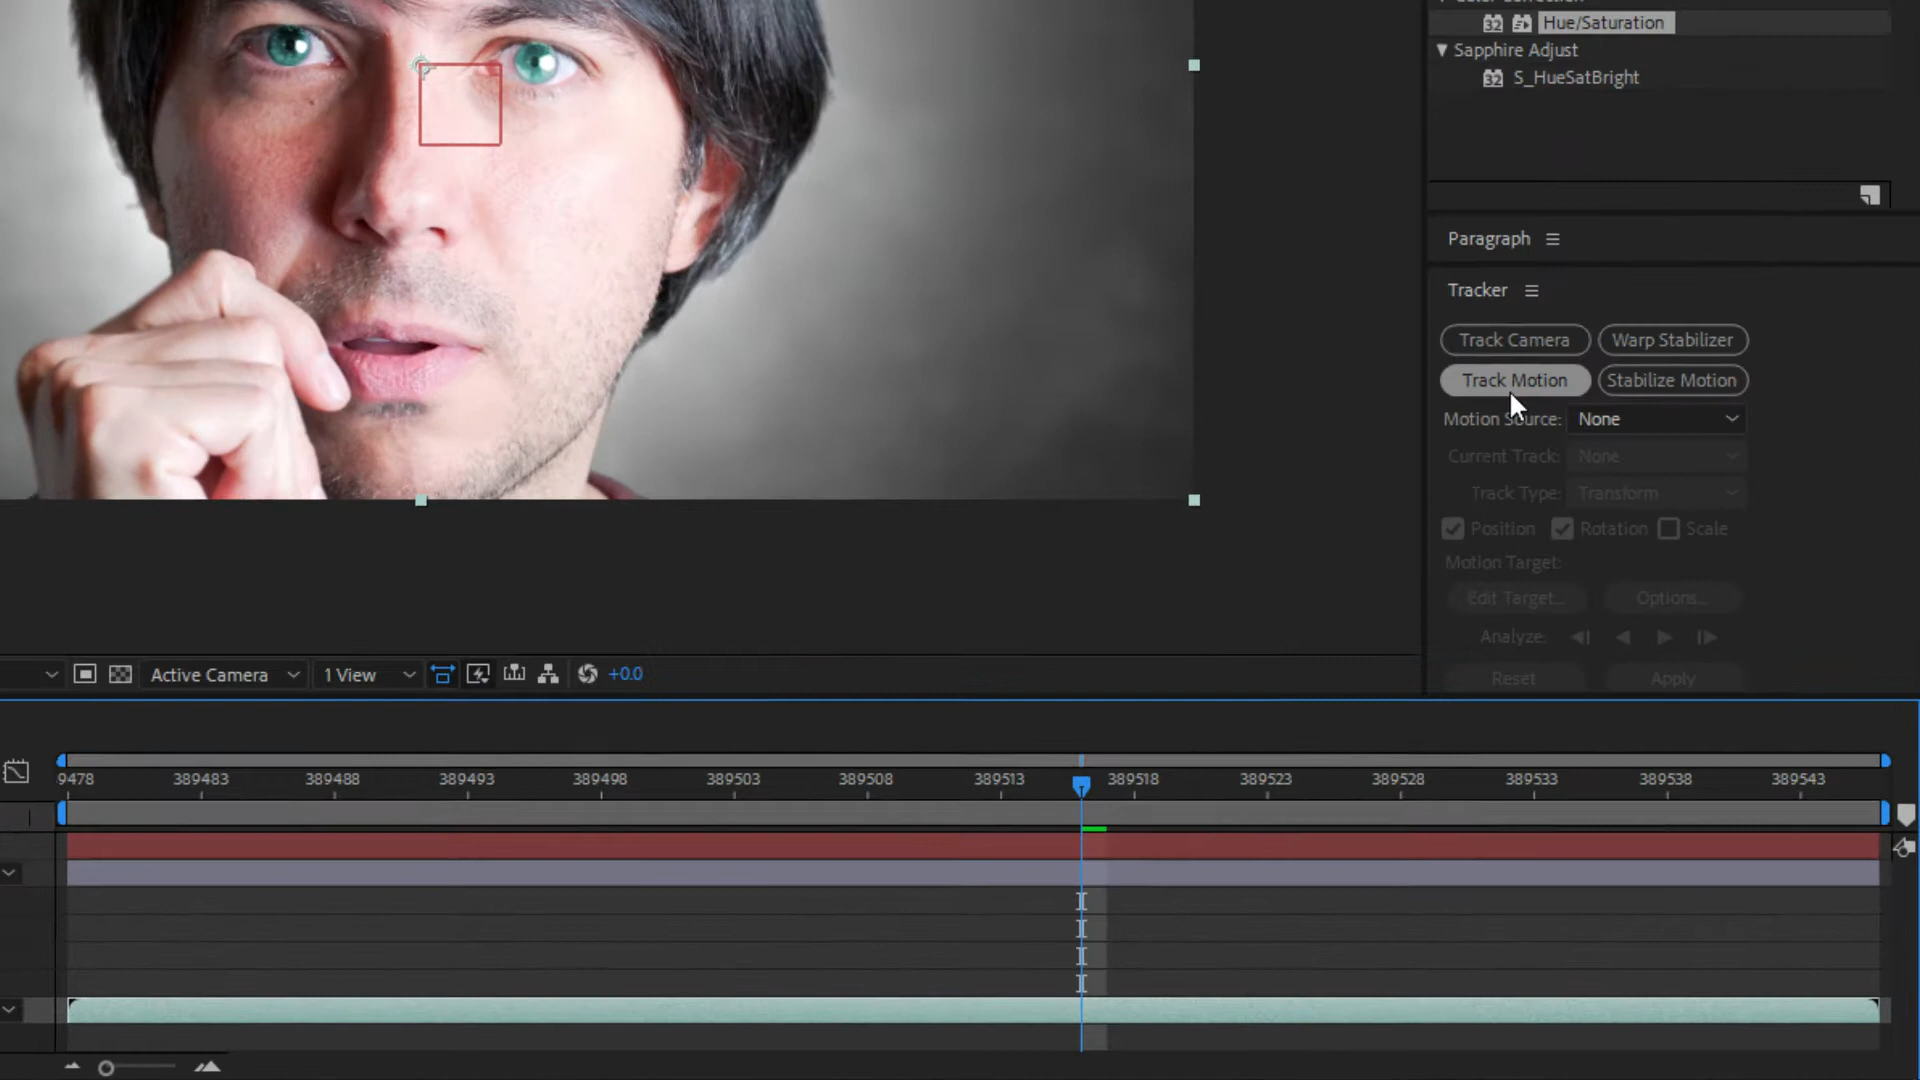 Hue/Saturation
Sapphire Adjust
S_HueSatBright
Paragraph
Tracker
Track Camera Warp Stabilizer
Track Motion Stabilize Motion
Motion Source: None
Current Track: None
Track Type: Transform
Position Rotation Scale
Motion Target:
Edit Target... Options...
Analyze:
Reset Apply
Active Camera 1 View +0.0
9478 389483 389488 389493 389498 389503 389508 389513 389518 389523 389528 389533 389538 389543